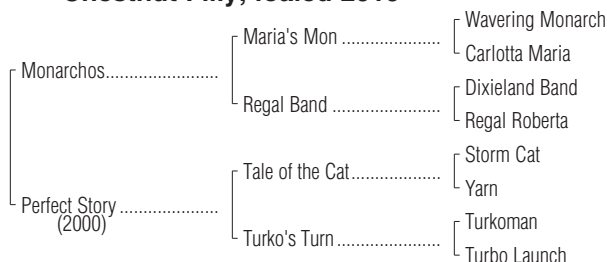 Wavering Monarch
Maria's Mon
Carlotta Maria
Monarchos
Dixieland Band
Regal Band
Regal Roberta
Storm Cat
Tale of the Cat
Yarn
Perfect Story
(2000)
Turkoman
Turko's Turn
Turbo Launch